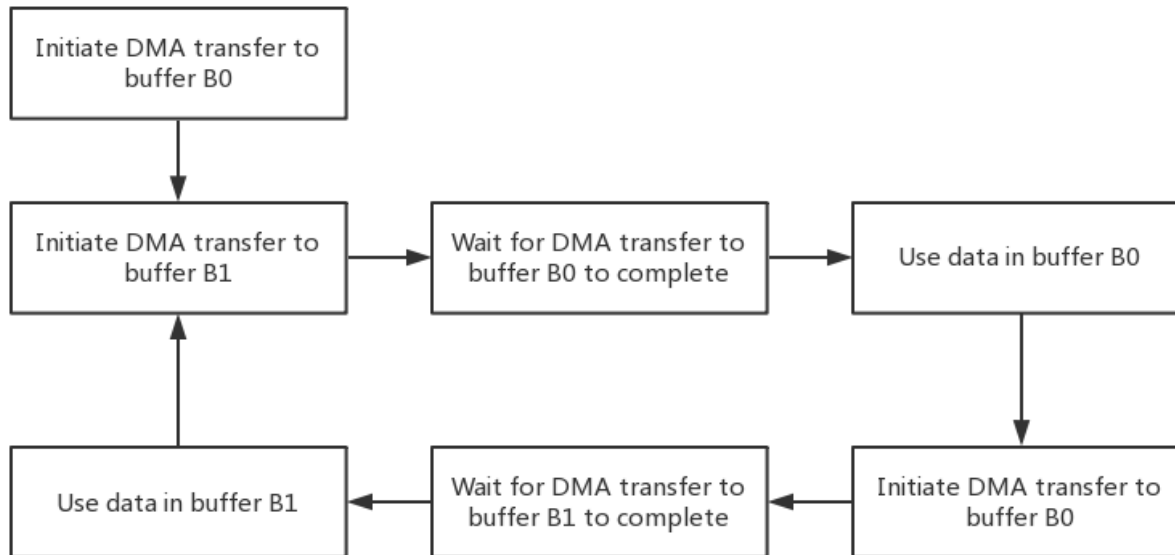 Initiate DMA transfer to
buffer B0
Initiate DMA transfer to
buffer B1
Wait for DMA transfer to
buffer B0 to complete
Use data in buffer B0
Use data in buffer B1
Wait for DMA transfer to
buffer B1 to complete
Initiate DMA transfer to
buffer B0